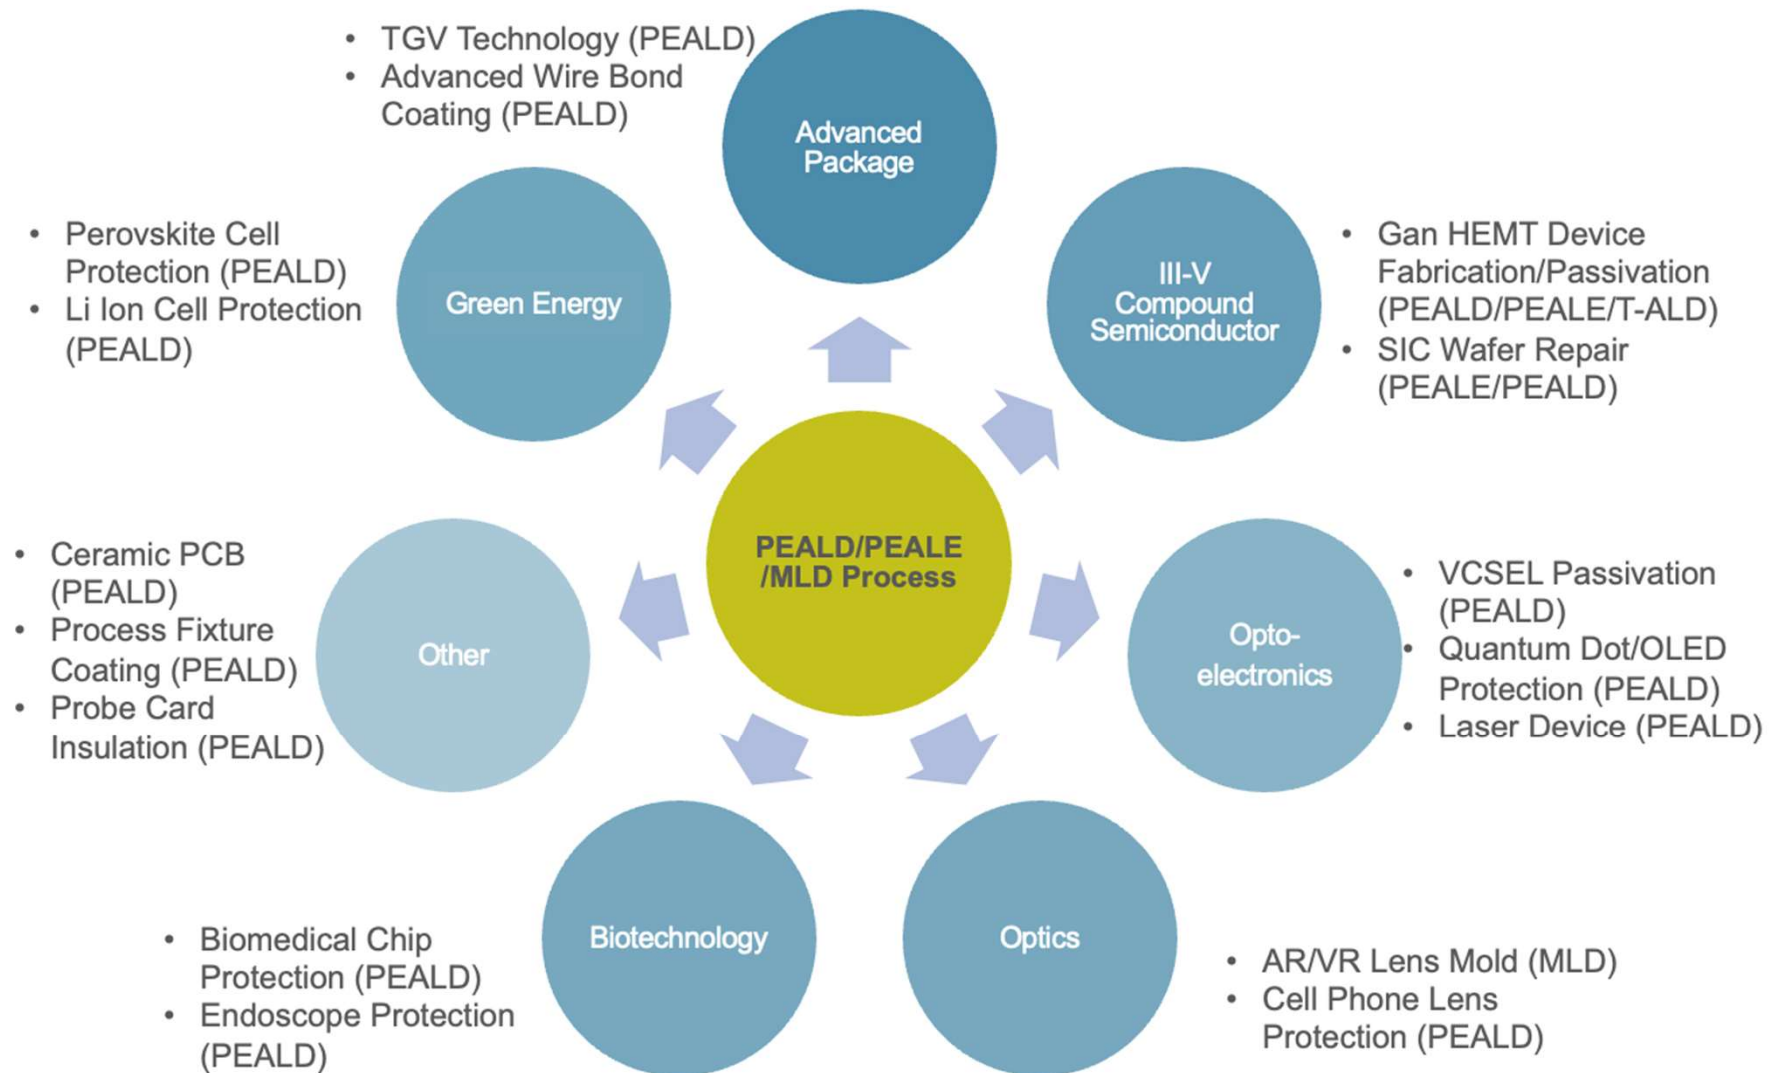 • TGV Technology (PEALD)
• Advanced Wire Bond
Coating (PEALD)
Advanced
Package
• Perovskite Cell
Protection (PEALD)
• Li Ion Cell Protection
(PEALD)
Green Energy
III-V
Compound
Semiconductor
• Gan HEMT Device
Fabrication/Passivation
(PEALD/PEALE/T-ALD)
• SIC Wafer Repair
(PEALE/PEALD)
PEALD/PEALE
/MLD Process
• Ceramic PCB
(PEALD)
• Process Fixture
Coating (PEALD)
• Probe Card
Insulation (PEALD)
Other
Opto-
electronics
• VCSEL Passivation
(PEALD)
• Quantum Dot/OLED
Protection (PEALD)
• Laser Device (PEALD)
• Biomedical Chip
Protection (PEALD)
• Endoscope Protection
(PEALD)
Biotechnology
Optics
• AR/VR Lens Mold (MLD)
• Cell Phone Lens
Protection (PEALD)